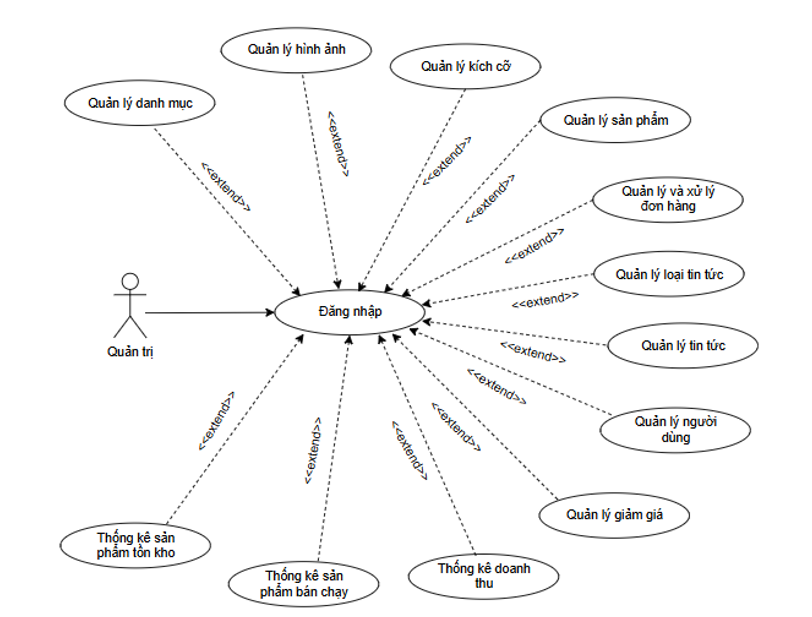 Quản lý hình ảnh
Quản lý kích cỡ
Quản lý danh mục
Quản lý sản phẩm
<<extend>>
<<extend>>
<<extend>>
<<extend>>
Quản lý và xử lý
đơn hàng
<<extend>>
Quản lý loại tin tức
<<extend>>
Đăng nhập
Quản trị
Quản lý tin tức
<<extend>>
<<extend>>
Quản lý người
dùng
<<extend>>
<<extend>>
<<extend>>
<<extend>>
Quản lý giảm giá
Thống kê sản
phẩm tồn kho
Thống kê sản
phẩm bán chạy
Thống kê doanh
thu